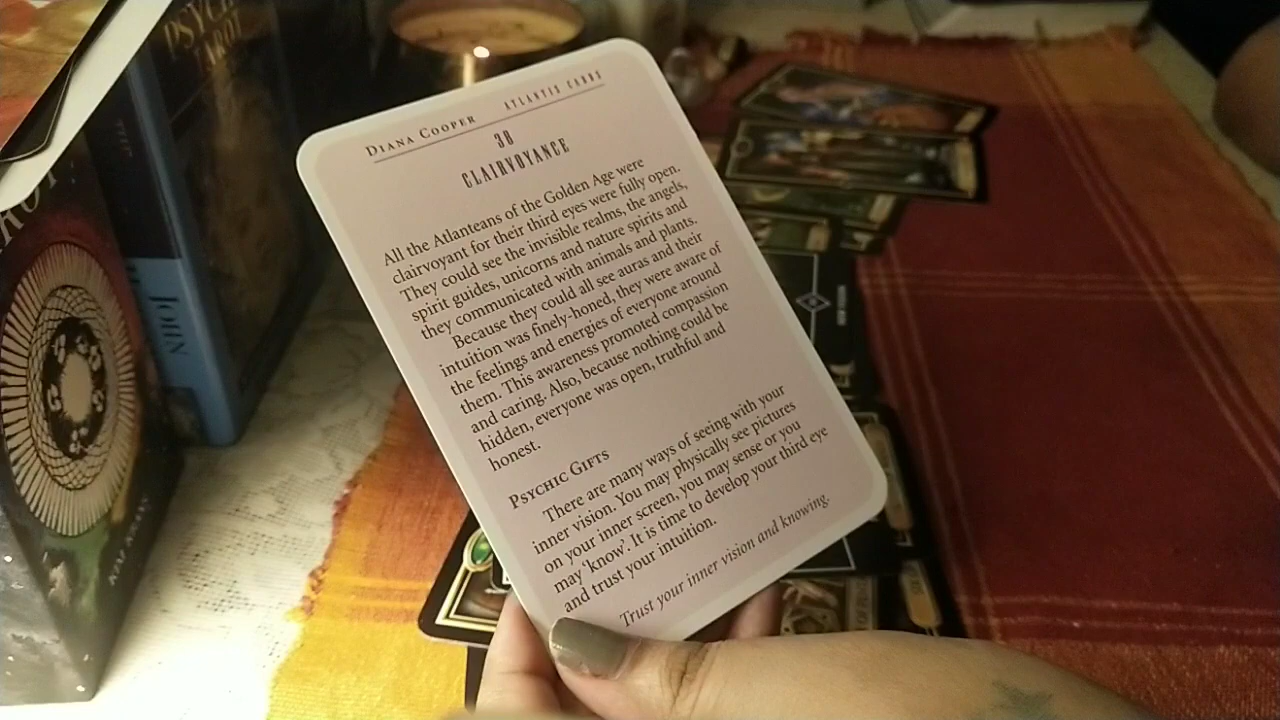 DIANA COOPER
ATLANTIS CARDS
38
CLAIRVOYANCE
All the Atlanteans of the Golden Age were
clairvoyant for their third eyes were fully open.
They could see the invisible realms, the angels,
spirit guides, unicorns and nature spirits and
they communicated with animals and plants.
Because they could all see auras and their
intuition was finely-honed, they were aware of
the feelings and energies of everyone around
them. This awareness promoted compassion
and caring. Also, because nothing could be
hidden, everyone was open, truthful and
honest.
PSYCHIC GIFTS
There are many ways of seeing with your
inner vision. You may physically see pictures
on your inner screen, you may sense or you
may ‘know’. It is time to develop your third eye
and trust your intuition.
Trust your inner vision and knowing.
PSYCHIC
TAROT
THE
JOHN